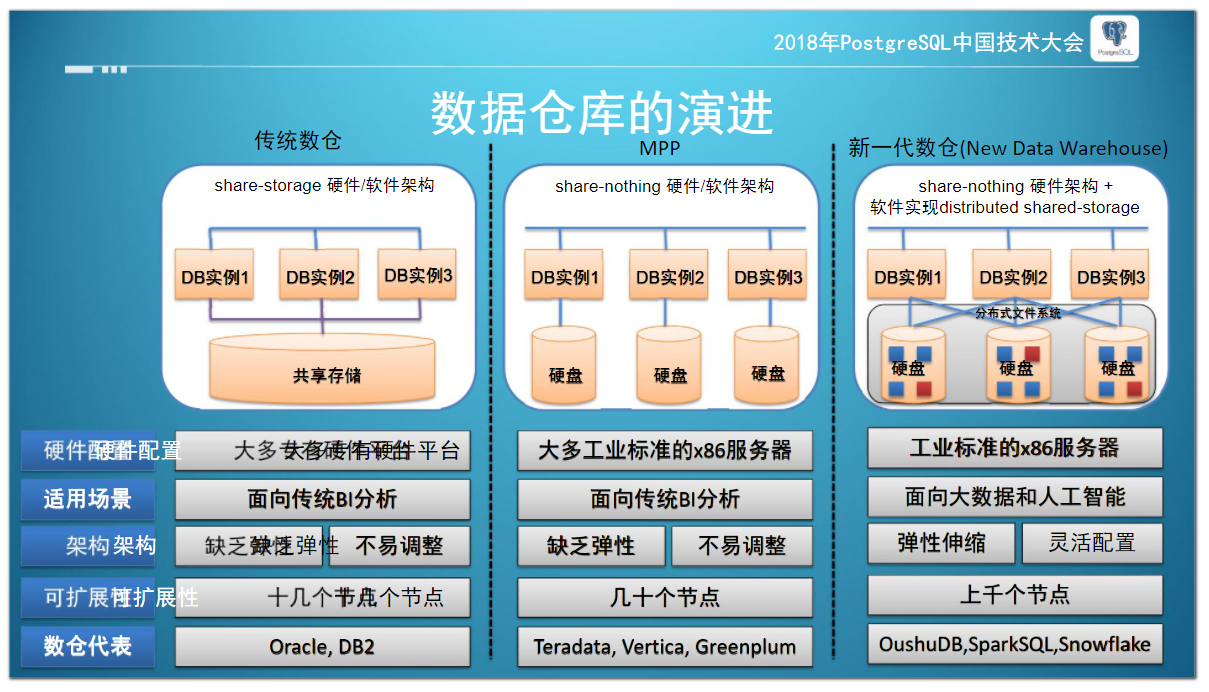 2018年PostgreSQL中国技术大会
PostgreSQL
数据仓库的演进
传统数仓
MPP
新一代数仓(New Data Warehouse)
share-storage 硬件/软件架构
share-nothing 硬件/软件架构
share-nothing 硬件架构 +
软件实现distributed shared-storage
DB实例1
DB实例2
DB实例3
DB实例1
DB实例2
DB实例3
DB实例1
DB实例2
DB实例3
共享存储
硬盘
硬盘
硬盘
分布式文件系统
硬盘
硬盘
硬盘
硬件配置
大多专有硬件平台
大多工业标准的x86服务器
工业标准的x86服务器
适用场景
面向传统BI分析
面向传统BI分析
面向大数据和人工智能
架构
缺乏弹性
不易调整
缺乏弹性
不易调整
弹性伸缩
灵活配置
可扩展性
十几个节点
几十个节点
上千个节点
数仓代表
Oracle, DB2
Teradata, Vertica, Greenplum
OushuDB,SparkSQL,Snowflake